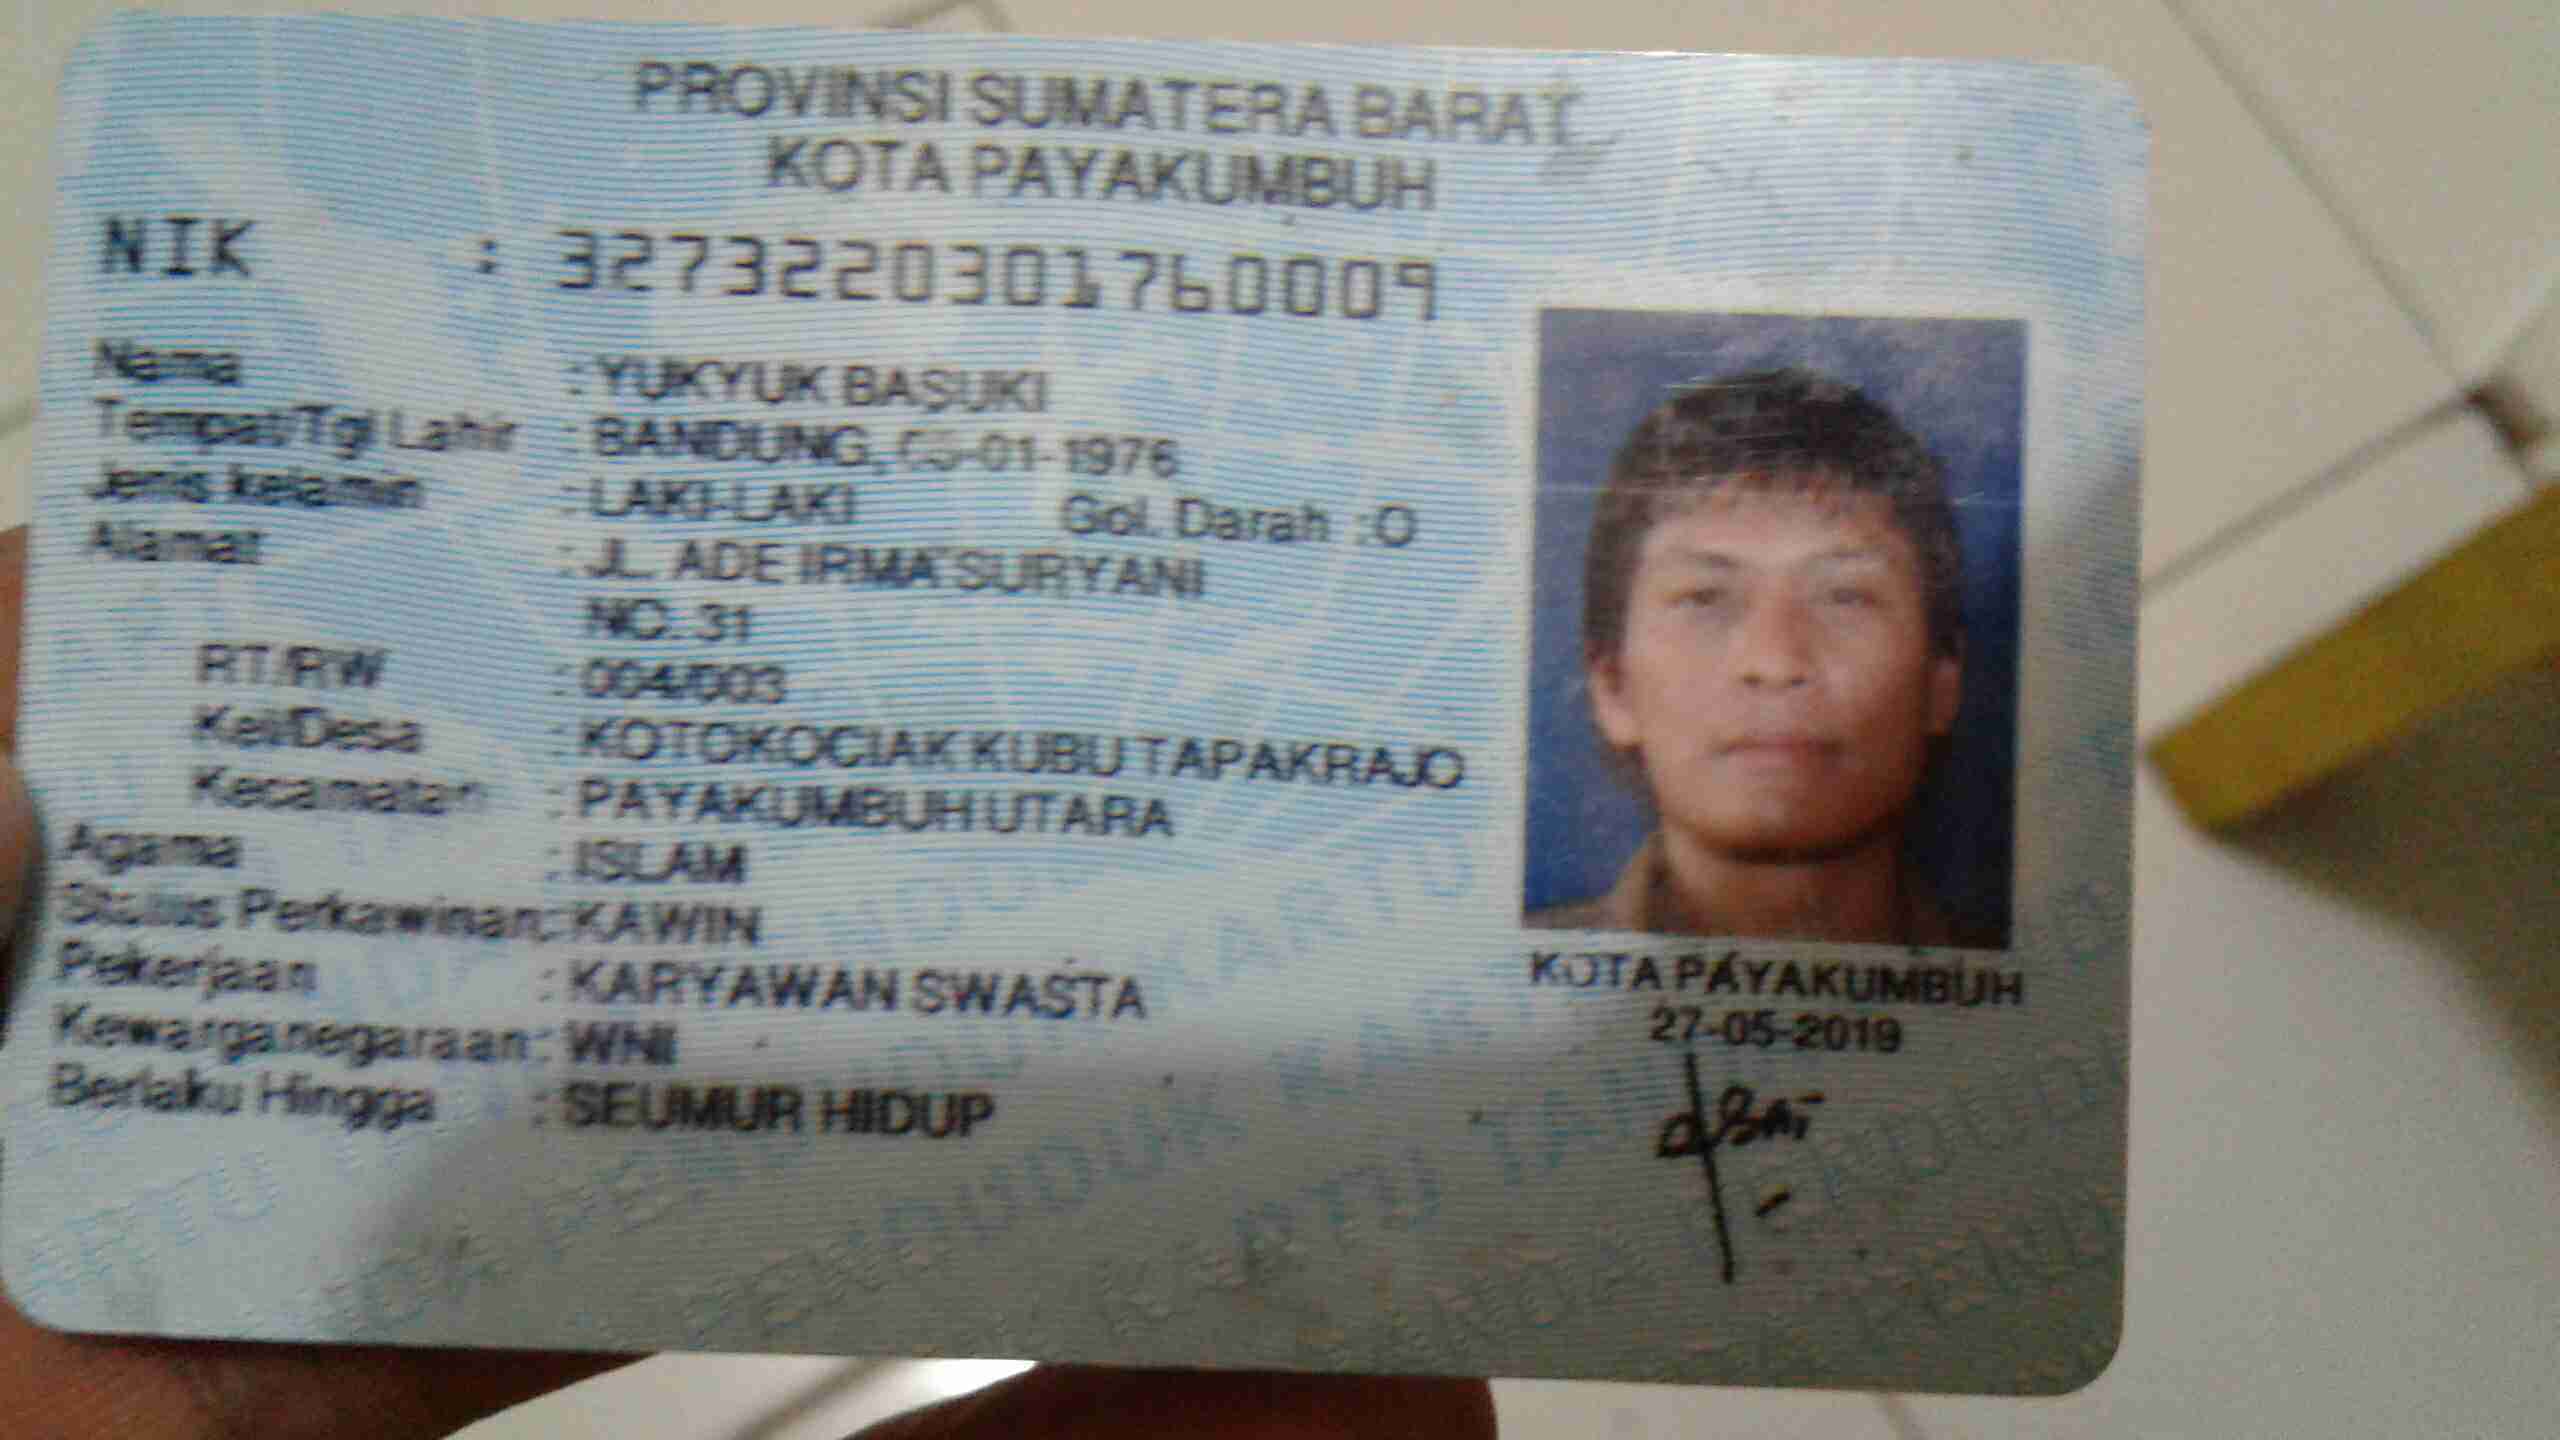 PROVINSI SUMATERA BARAT
KOTA PAYAKUMBUH
NIK : 3273220301760009
Nama : YUKYUK BASUKI
Tempat/Tgl Lahir : BANDUNG, -01-1976
Jenis kelamin : LAKI-LAKI Gol. Darah : O
Alamat : JL. ADE IRMA SURYANI
NO. 31
RT/RW : 004/003
Kel/Desa : KOTOKOCIAK KUBU TAPAKRAJO
Kecamatan : PAYAKUMBUH UTARA
Agama : ISLAM
Status Perkawinan: KAWIN
Pekerjaan : KARYAWAN SWASTA
Kewarganegaraan: WNI
Berlaku Hingga : SEUMUR HIDUP
KOTA PAYAKUMBUH
27-05-2019